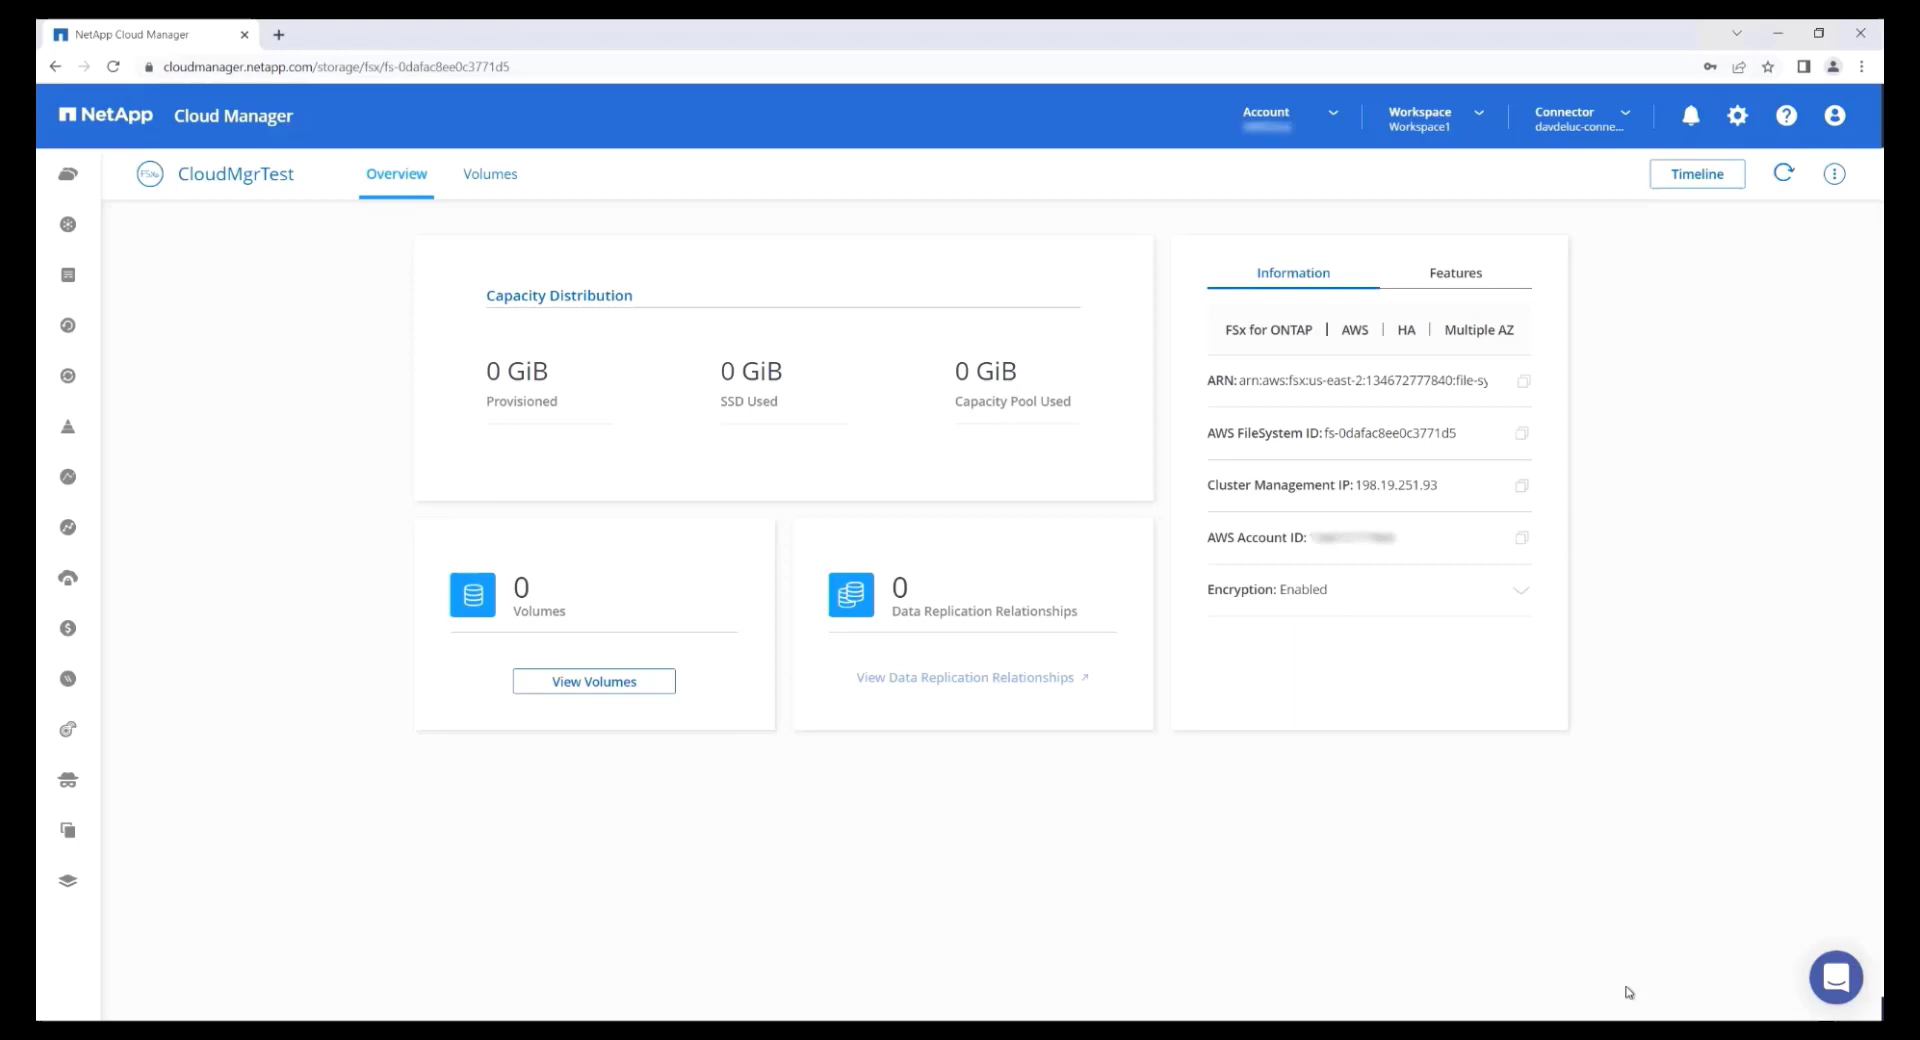 NetApp Cloud Manager
cloudmanager.netapp.com/storage/fsx/fs-0dafac8ee0c3771d5
NetApp Cloud Manager
Account
Workspace
Workspace1
Connector
davdeluc-conne...
FSx
CloudMgrTest
Overview
Volumes
Timeline
Capacity Distribution
0 GiB
Provisioned
0 GiB
SSD Used
0 GiB
Capacity Pool Used
0
Volumes
View Volumes
0
Data Replication Relationships
View Data Replication Relationships
Information
Features
FSx for ONTAP | AWS | HA | Multiple AZ
ARN: arn:aws:fsx:us-east-2:134672777840:file-sy
AWS FileSystem ID: fs-0dafac8ee0c3771d5
Cluster Management IP: 198.19.251.93
AWS Account ID:
Encryption: Enabled